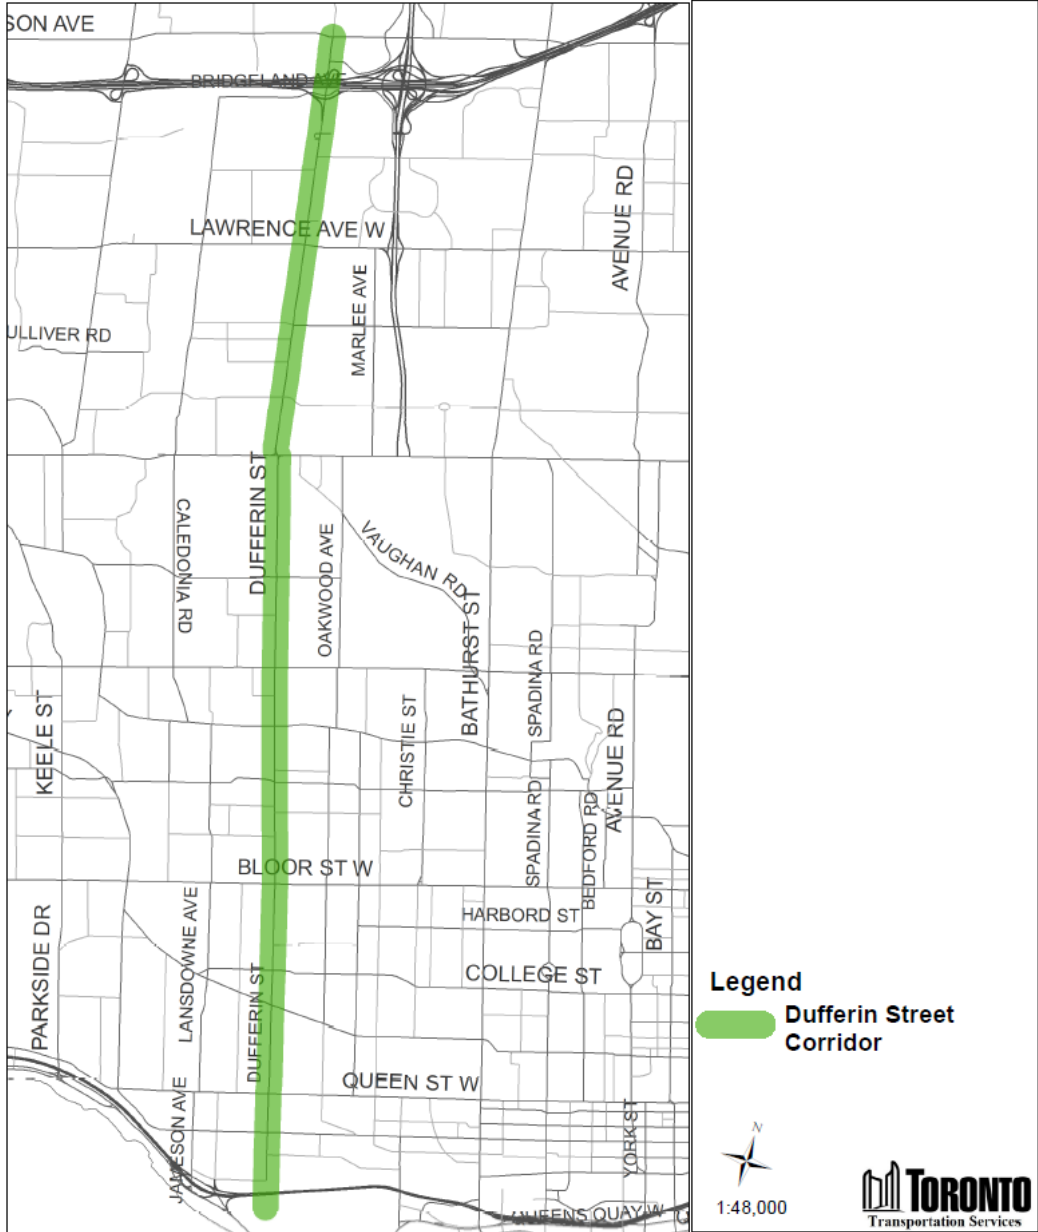 SON AVE
BRIDGELAND AVE
AVENUE RD
LAWRENCE AVE W
MARLEE AVE
ULLIVER RD
DUFFERIN ST
CALEDONIA RD
OAKWOOD AVE
VAUGHAN RD
BATHURST ST
SPADINA RD
KEELE ST
CHRISTIE ST
AVENUE RD
SPADINA RD
BEDFORD RD
BLOOR ST W
HARBORD ST
BAY ST
LANSDOWNE AVE
PARKSIDE DR
COLLEGE ST
DUFFERIN ST
QUEEN ST W
JAMESON AVE
YORK ST
QUEENS QUAY W
Legend
Dufferin Street
Corridor
N
1:48,000
TORONTO
Transportation Services